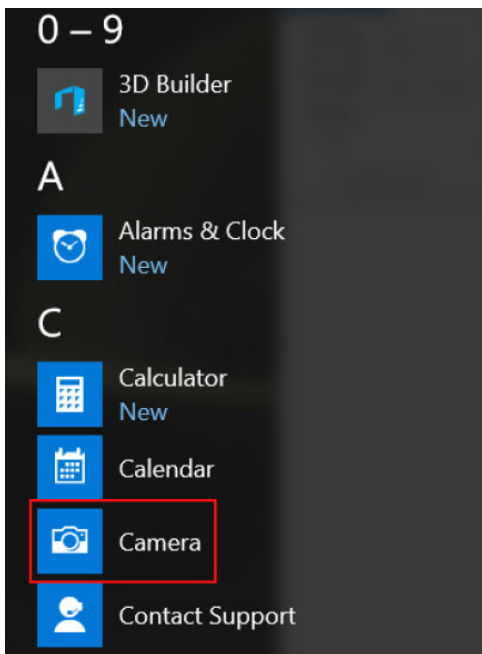 0 – 9
3D Builder
New
A
Alarms & Clock
New
C
Calculator
New
Calendar
Camera
Contact Support